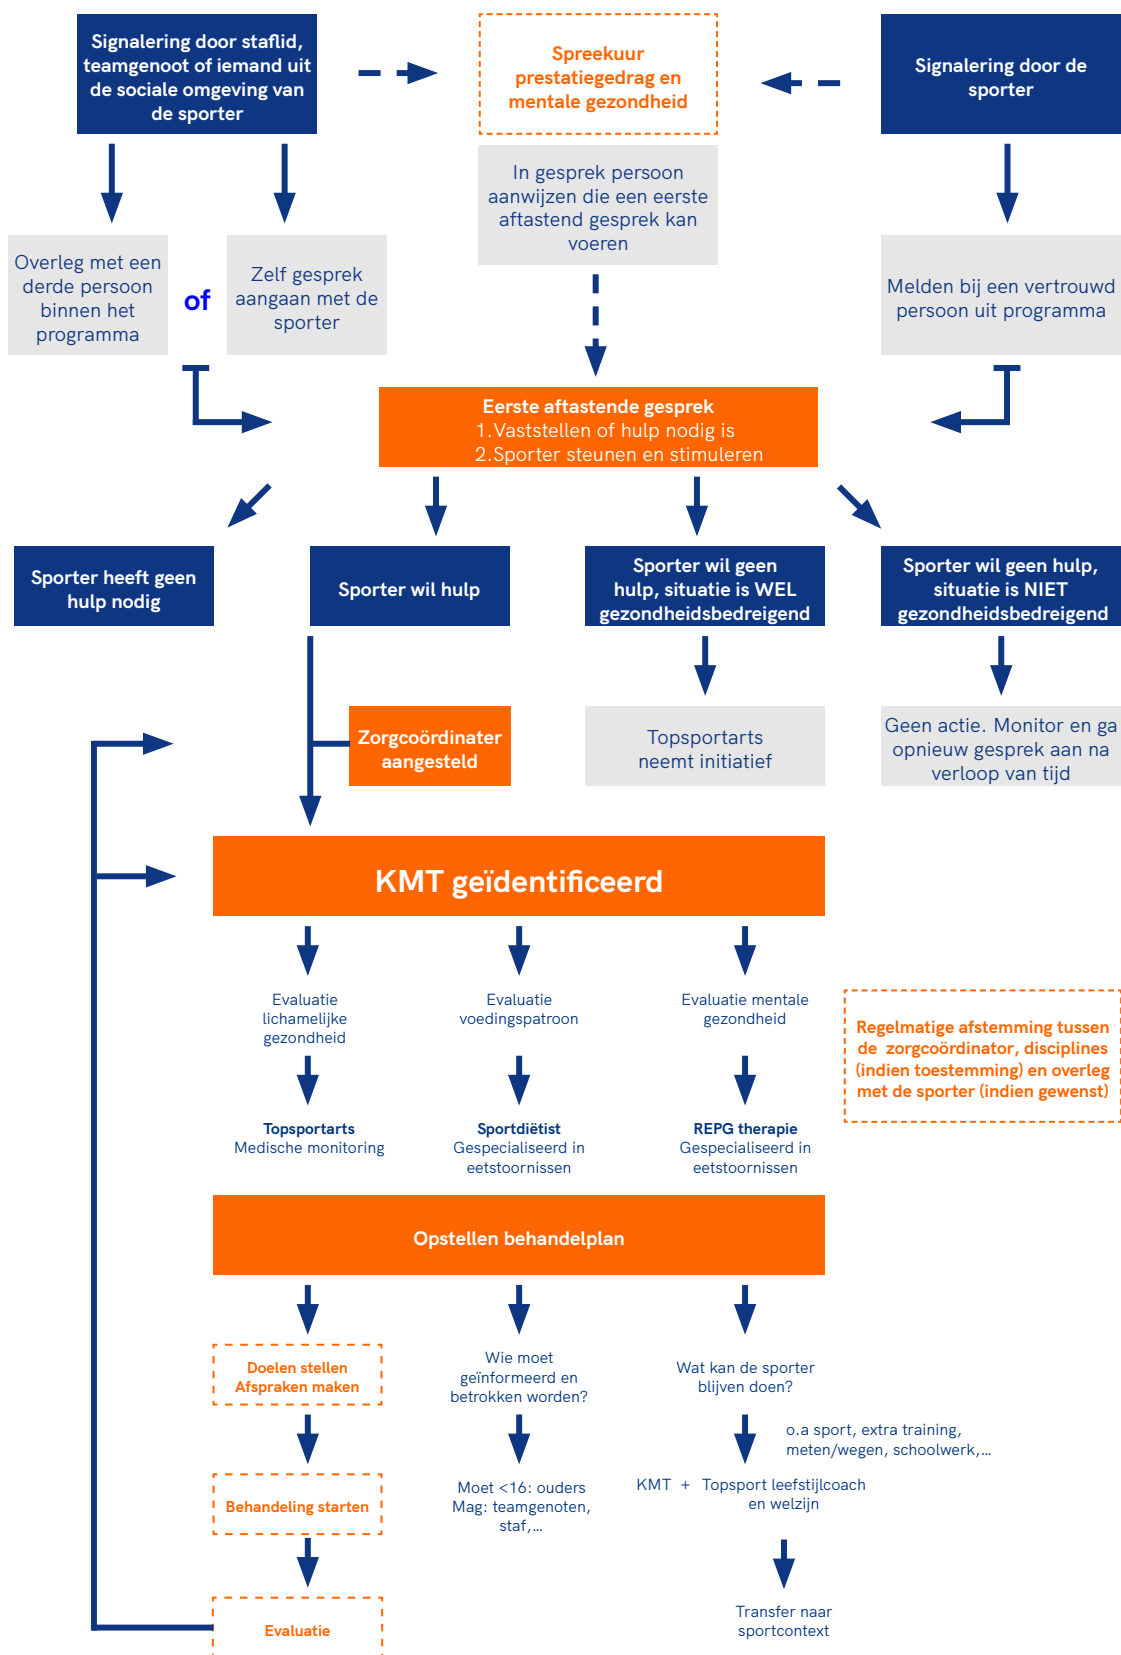 Signalering door staflid,
teamgenoot of iemand uit
de sociale omgeving van
de sporter
Spreekuur
prestatiegedrag en
mentale gezondheid
Signalering door de
sporter
In gesprek persoon
aanwijzen die een eerste
aftastend gesprek kan
voeren
Overleg met een
derde persoon
binnen het
programma
of
Zelf gesprek
aangaan met de
sporter
Melden bij een vertrouwd
persoon uit programma
Eerste aftastende gesprek
1.Vaststellen of hulp nodig is
2.Sporter steunen en stimuleren
Sporter heeft geen
hulp nodig
Sporter wil hulp
Sporter wil geen
hulp, situatie is WEL
gezondheidsbedreigend
Sporter wil geen hulp,
situatie is NIET
gezondheidsbedreigend
Zorgcoördinater
aangesteld
Topsportarts
neemt initiatief
Geen actie. Monitor en ga
opnieuw gesprek aan na
verloop van tijd
KMT geïdentificeerd
Evaluatie
lichamelijke
gezondheid
Evaluatie
voedingspatroon
Evaluatie mentale
gezondheid
Regelmatige afstemming tussen
de zorgcoördinator, disciplines
(indien toestemming) en overleg
met de sporter (indien gewenst)
Topsportarts
Medische monitoring
Sportdiëtist
Gespecialiseerd in
eetstoornissen
REPG therapie
Gespecialiseerd in
eetstoornissen
Opstellen behandelplan
Doelen stellen
Afspraken maken
Wie moet
geïnformeerd en
betrokken worden?
Wat kan de sporter
blijven doen?
o.a sport, extra training,
meten/wegen, schoolwerk,…
Behandeling starten
Moet <16: ouders
Mag: teamgenoten,
staf,…
KMT + Topsport leefstijlcoach
en welzijn
Evaluatie
Transfer naar
sportcontext